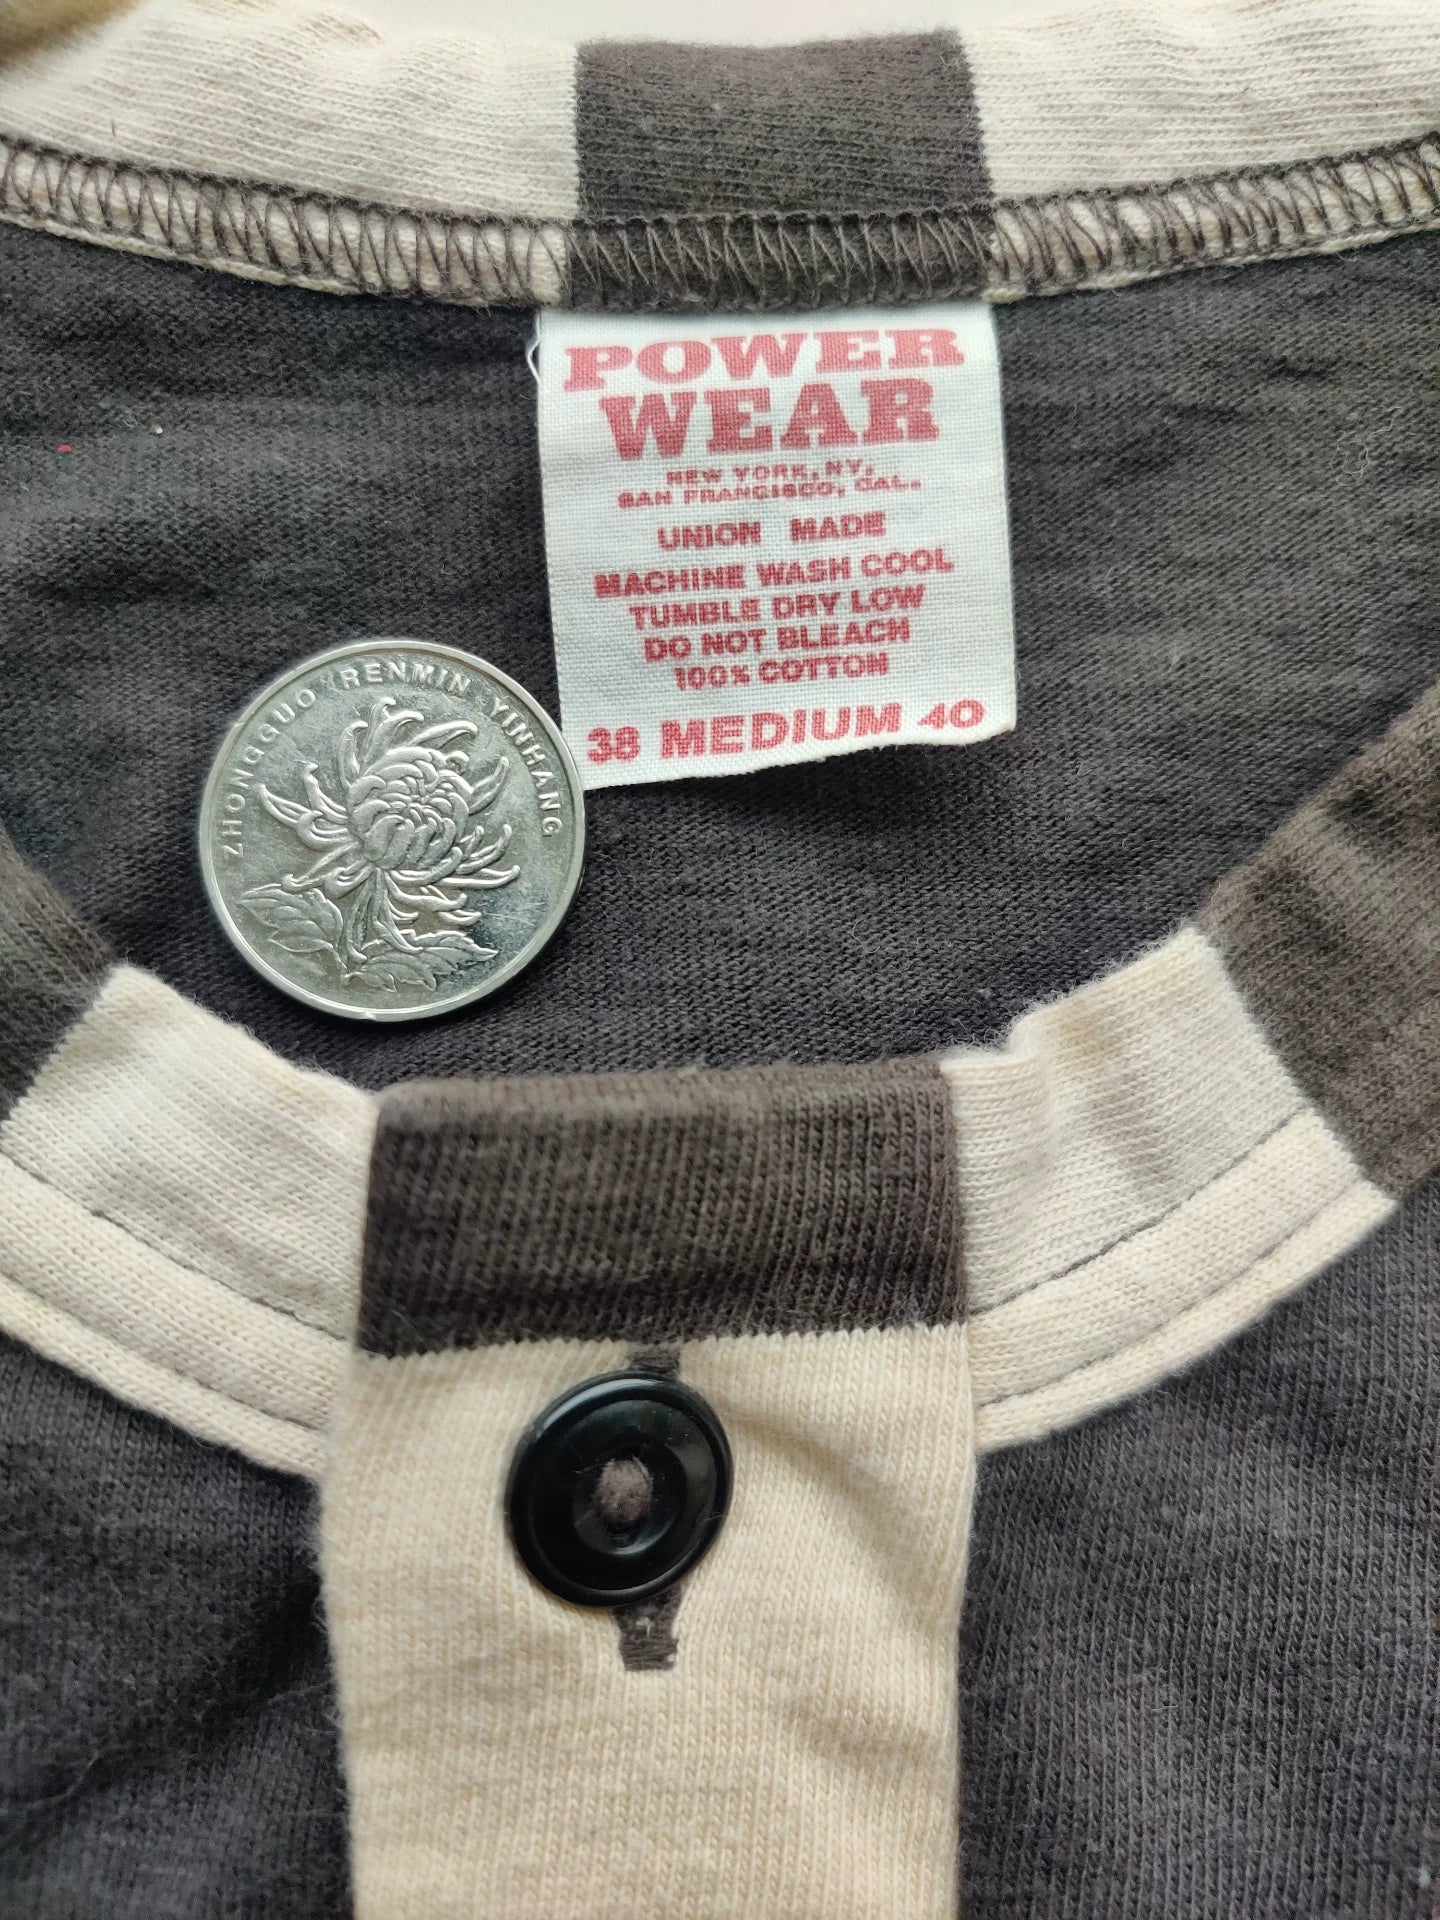 POWER
WEAR
NEW YORK, NY,
SAN FRANCISCO, CAL.
UNION MADE
MACHINE WASH COOL
TUMBLE DRY LOW
DO NOT BLEACH
100% COTTON
38 MEDIUM 40
ZHONGGUO RENMIN YINHANG